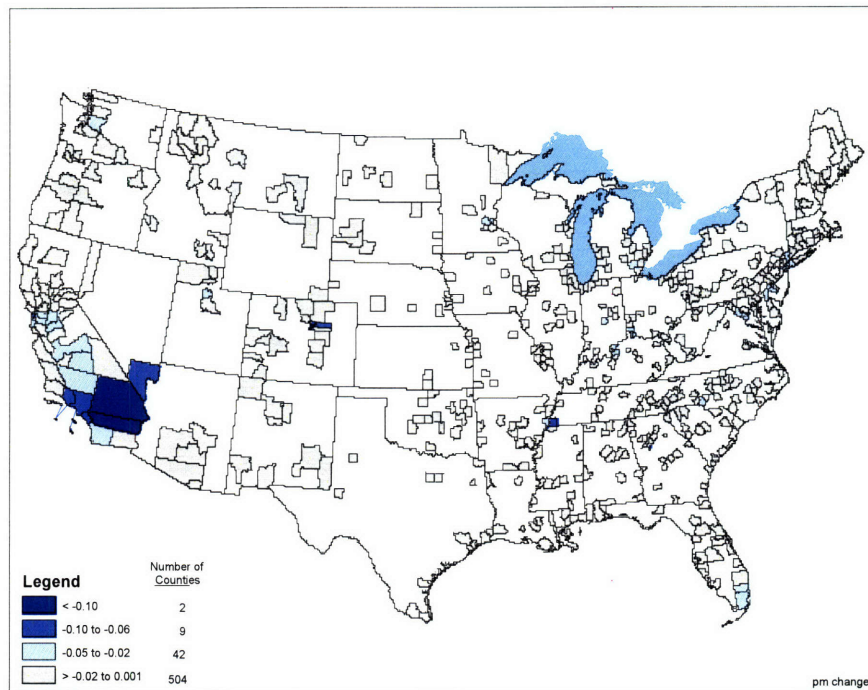 Legend
Number of
Counties
< -0.10 2
-0.10 to -0.06 9
-0.05 to -0.02 42
> -0.02 to 0.001 504
pm change